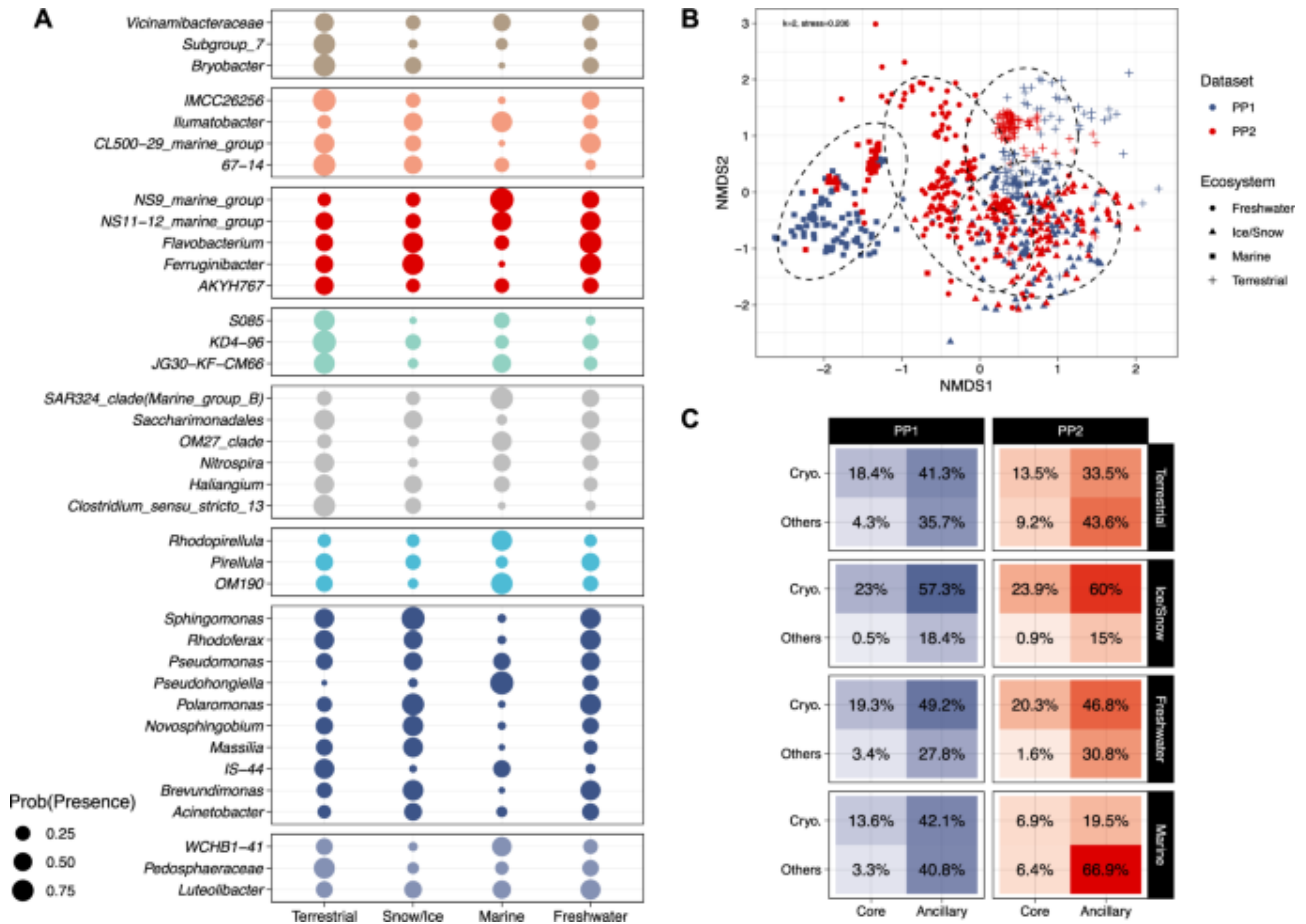 A
Vicinamibacteraceae
Subgroup_7
Bryobacter
IMCC26256
Ilumatobacter
CL500-29_marine_group
67-14
NS9_marine_group
NS11-12_marine_group
Flavobacterium
Ferruginibacter
AKYH767
S085
KD4-96
JG30-KF-CM66
SAR324_clade(Marine_group_B)
Saccharimonadales
OM27_clade
Nitrospira
Haliangium
Clostridium_sensu_stricto_13
Rhodopirellula
Pirellula
OM190
Sphingomonas
Rhodoferax
Pseudomonas
Pseudohongiella
Polaromonas
Novosphingobium
Massilia
IS-44
Brevundimonas
Acinetobacter
WCHB1-41
Pedosphaeraceae
Luteolibacter
Terrestrial Snow/Ice Marine Freshwater
Prob(Presence)
0.25
0.50
0.75
B
k=2, stress=0.206
NMDS2
3
2
1
0
−1
−2
−2 −1 0 1 2
NMDS1
Dataset
PP1
PP2
Ecosystem
Freshwater
Ice/Snow
Marine
Terrestrial
C
PP1 PP2
Cryo. 18.4% 41.3% 13.5% 33.5%
Others 4.3% 35.7% 9.2% 43.6%
Terrestrial
Cryo. 23% 57.3% 23.9% 60%
Others 0.5% 18.4% 0.9% 15%
Ice/Snow
Cryo. 19.3% 49.2% 20.3% 46.8%
Others 3.4% 27.8% 1.6% 30.8%
Freshwater
Cryo. 13.6% 42.1% 6.9% 19.5%
Others 3.3% 40.8% 6.4% 66.9%
Marine
Core Ancillary Core Ancillary